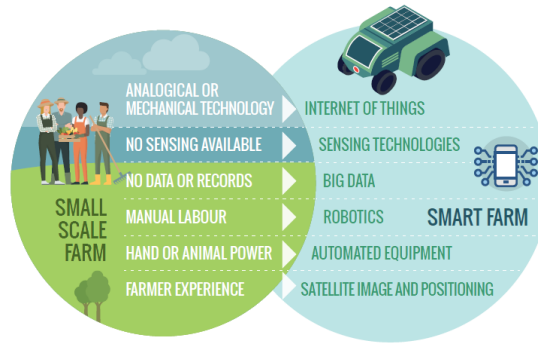 ANALOGICAL OR
MECHANICAL TECHNOLOGY
INTERNET OF THINGS
NO SENSING AVAILABLE
SENSING TECHNOLOGIES
NO DATA OR RECORDS
BIG DATA
SMALL
SCALE
FARM
MANUAL LABOUR
ROBOTICS
SMART FARM
HAND OR ANIMAL POWER
AUTOMATED EQUIPMENT
FARMER EXPERIENCE
SATELLITE IMAGE AND POSITIONING